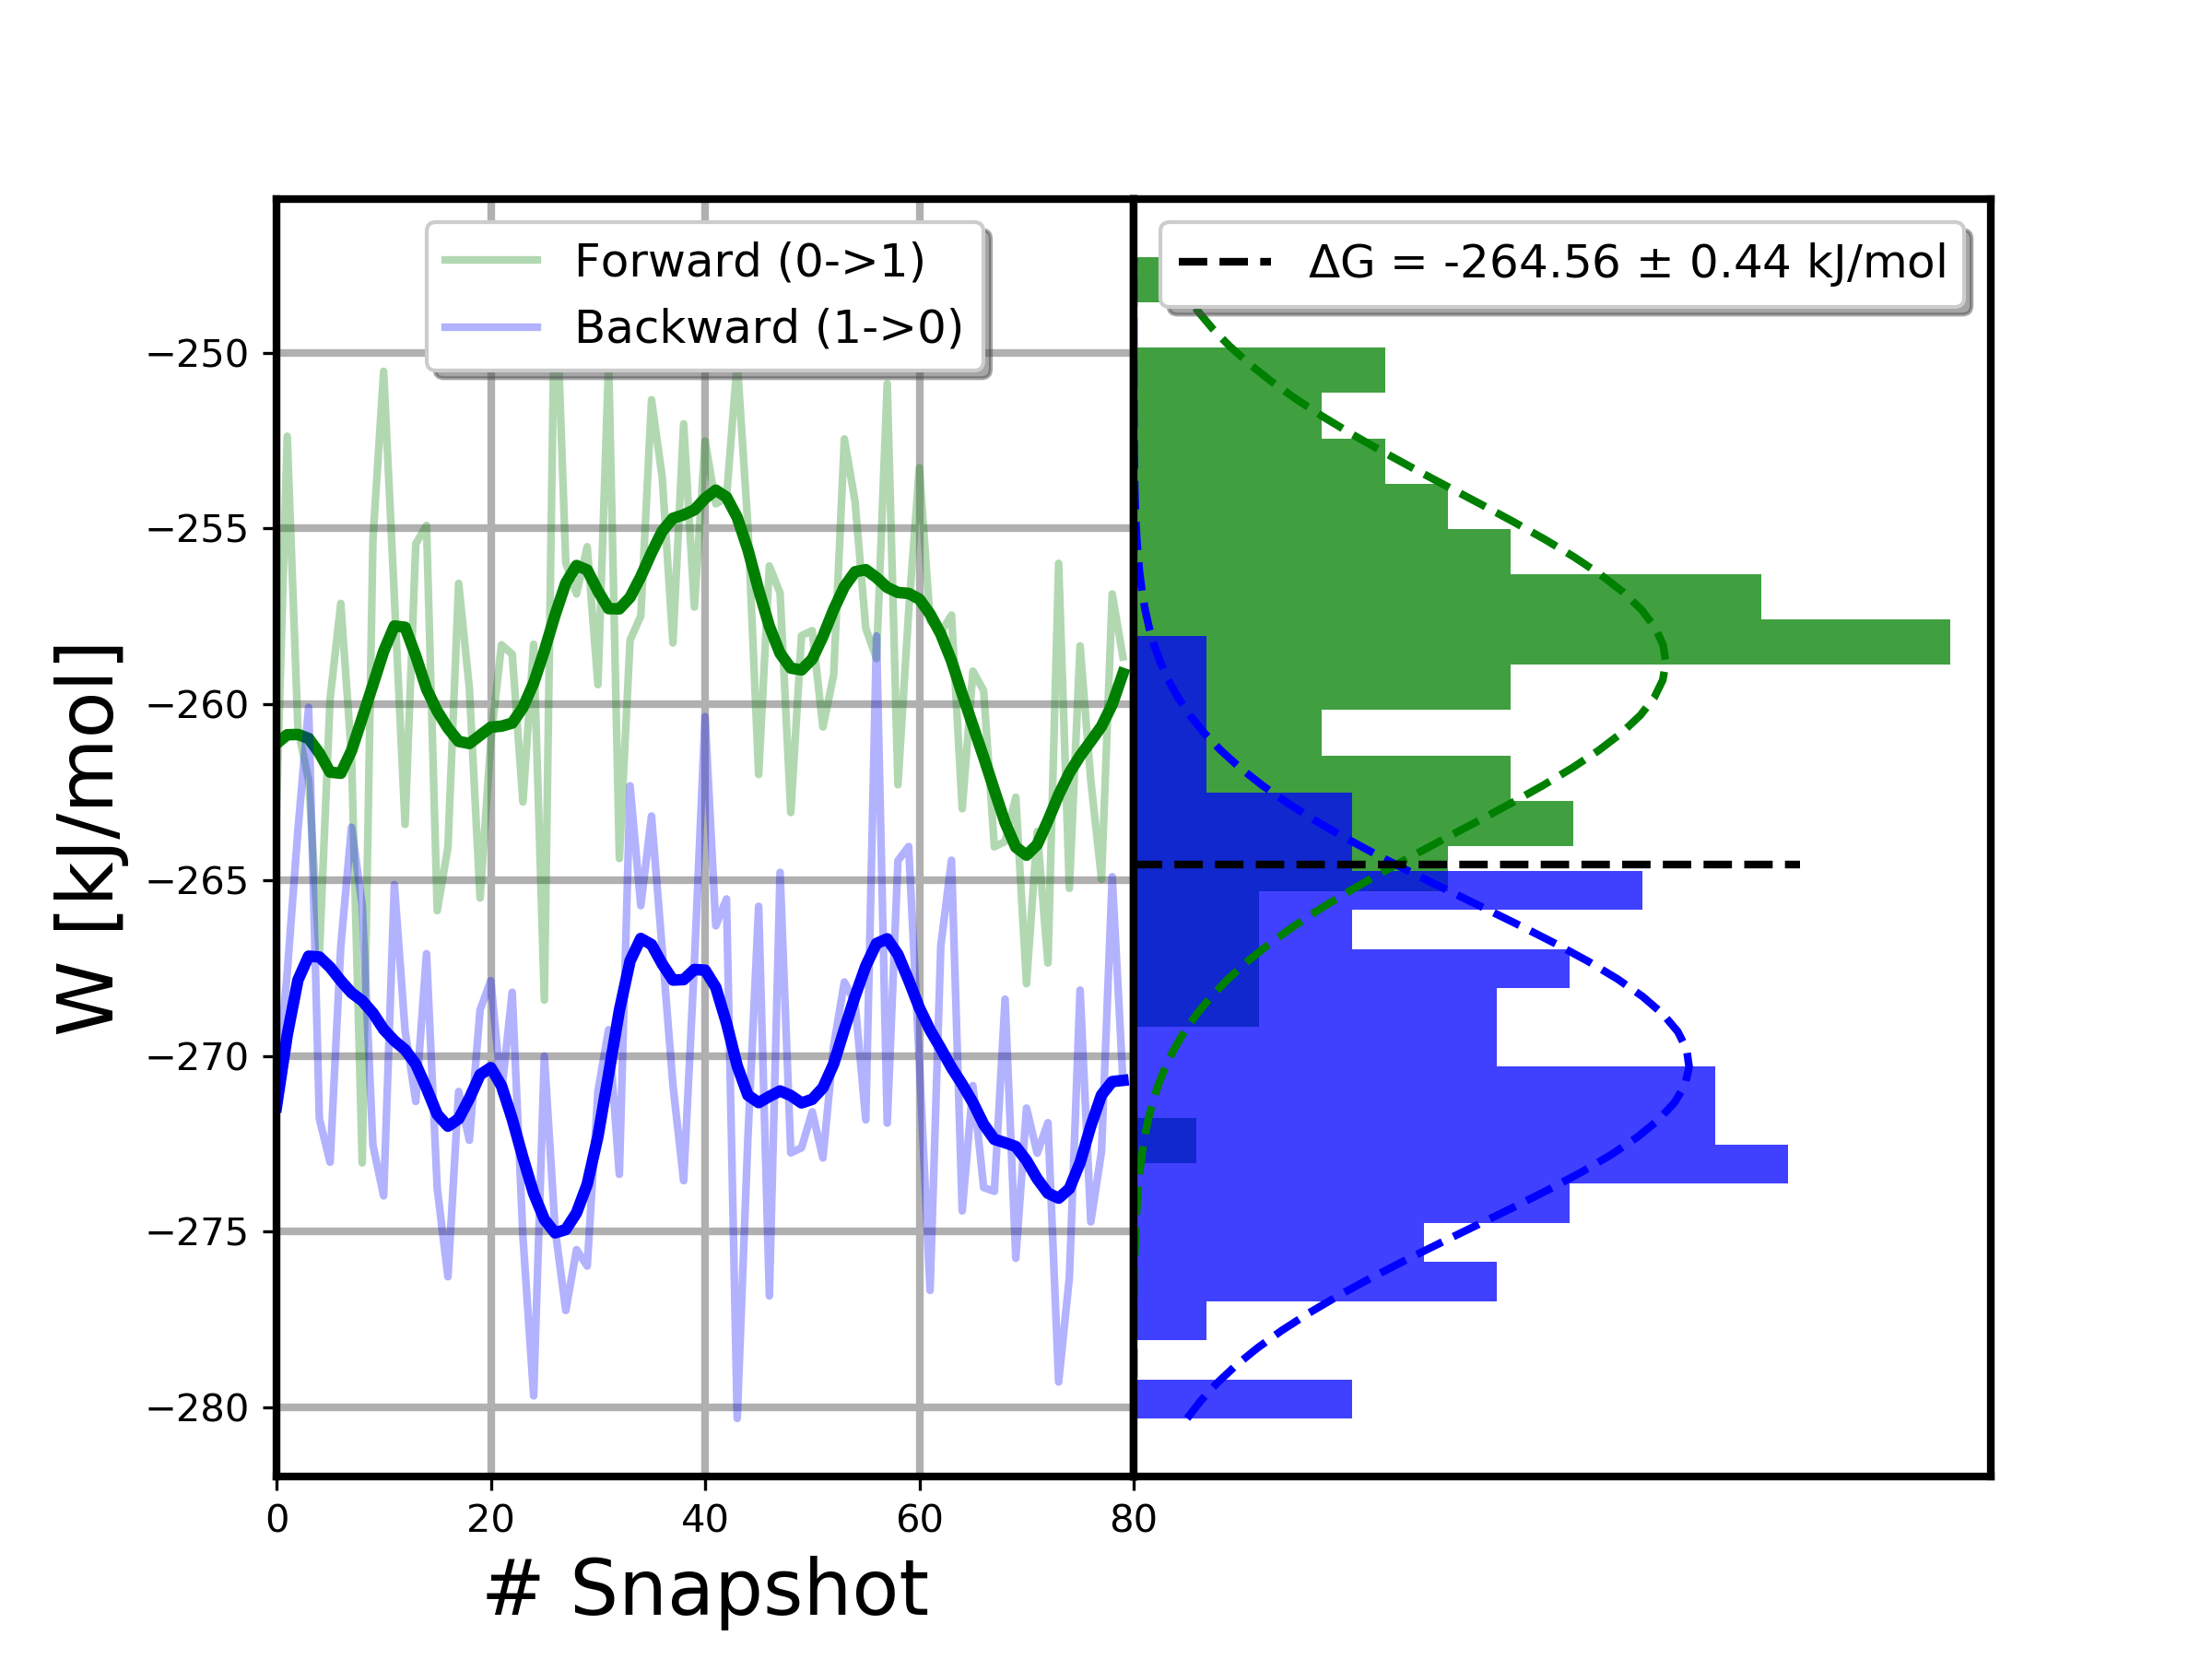 Forward (0->1)
Backward (1->0)
ΔG = -264.56 ± 0.44 kJ/mol
W [kJ/mol]
−250
−255
−260
−265
−270
−275
−280
0 20 40 60 80
# Snapshot